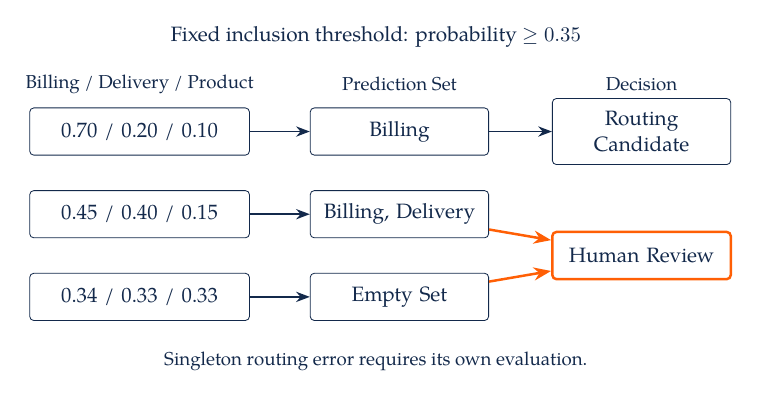 Fixed inclusion threshold: probability ≥ 0.35
Billing / Delivery / Product
Prediction Set
Decision
0.70 / 0.20 / 0.10
Billing
Routing
Candidate
0.45 / 0.40 / 0.15
Billing, Delivery
Human Review
0.34 / 0.33 / 0.33
Empty Set
Singleton routing error requires its own evaluation.